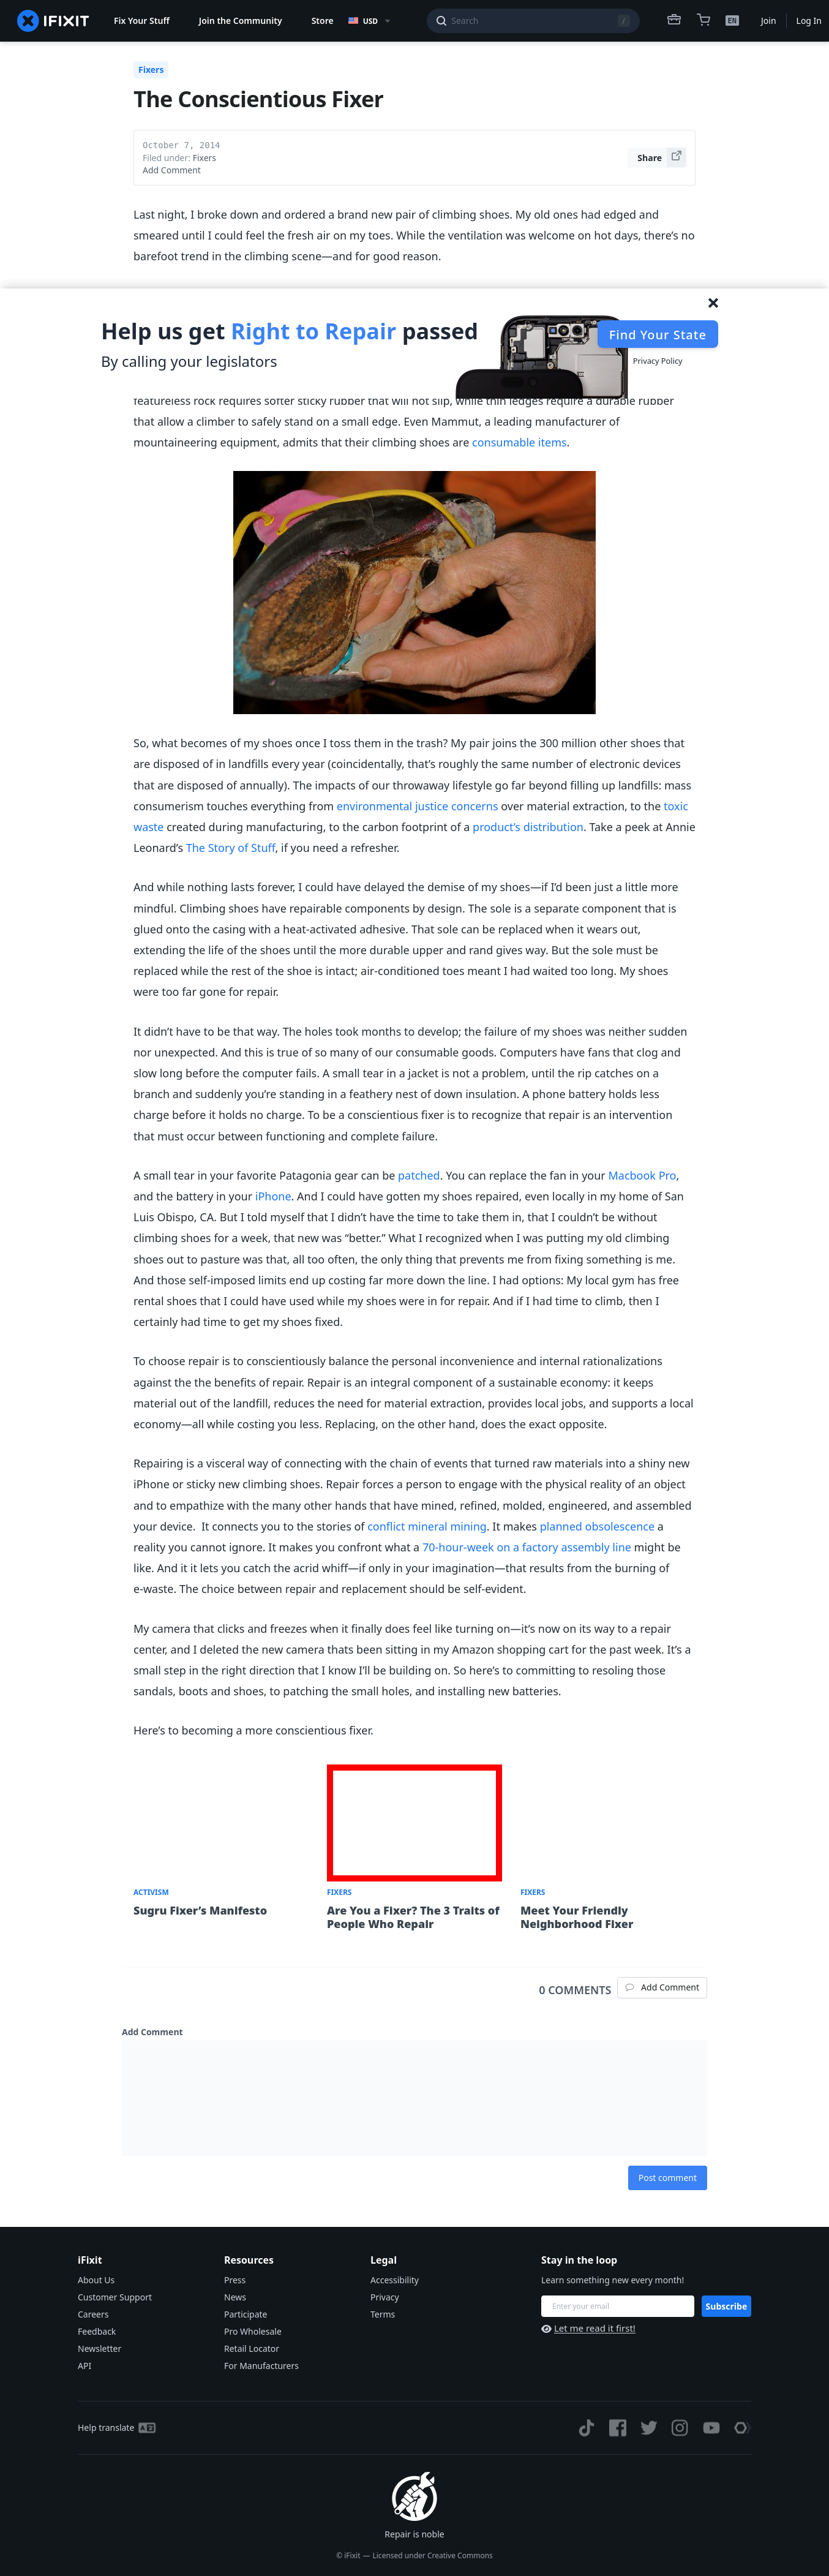 IFIXIT
Fix Your Stuff
Join the Community
Store
USD
Search
/
EN
Join
Log In
Fixers
The Conscientious Fixer
October 7, 2014
Filed under: Fixers
Add Comment
Share
Last night, I broke down and ordered a brand new pair of climbing shoes. My old ones had edged and
smeared until I could feel the fresh air on my toes. While the ventilation was welcome on hot days, there’s no
barefoot trend in the climbing scene—and for good reason.
Help us get Right to Repair passed
By calling your legislators
Find Your State
Privacy Policy
featureless rock requires softer sticky rubber that will not slip, while thin ledges require a durable rubber
that allow a climber to safely stand on a small edge. Even Mammut, a leading manufacturer of
mountaineering equipment, admits that their climbing shoes are consumable items.
So, what becomes of my shoes once I toss them in the trash? My pair joins the 300 million other shoes that
are disposed of in landfills every year (coincidentally, that’s roughly the same number of electronic devices
that are disposed of annually). The impacts of our throwaway lifestyle go far beyond filling up landfills: mass
consumerism touches everything from environmental justice concerns over material extraction, to the toxic
waste created during manufacturing, to the carbon footprint of a product’s distribution. Take a peek at Annie
Leonard’s The Story of Stuff, if you need a refresher.
And while nothing lasts forever, I could have delayed the demise of my shoes—if I’d been just a little more
mindful. Climbing shoes have repairable components by design. The sole is a separate component that is
glued onto the casing with a heat-activated adhesive. That sole can be replaced when it wears out,
extending the life of the shoes until the more durable upper and rand gives way. But the sole must be
replaced while the rest of the shoe is intact; air-conditioned toes meant I had waited too long. My shoes
were too far gone for repair.
It didn’t have to be that way. The holes took months to develop; the failure of my shoes was neither sudden
nor unexpected. And this is true of so many of our consumable goods. Computers have fans that clog and
slow long before the computer fails. A small tear in a jacket is not a problem, until the rip catches on a
branch and suddenly you’re standing in a feathery nest of down insulation. A phone battery holds less
charge before it holds no charge. To be a conscientious fixer is to recognize that repair is an intervention
that must occur between functioning and complete failure.
A small tear in your favorite Patagonia gear can be patched. You can replace the fan in your Macbook Pro,
and the battery in your iPhone. And I could have gotten my shoes repaired, even locally in my home of San
Luis Obispo, CA. But I told myself that I didn’t have the time to take them in, that I couldn’t be without
climbing shoes for a week, that new was “better.” What I recognized when I was putting my old climbing
shoes out to pasture was that, all too often, the only thing that prevents me from fixing something is me.
And those self-imposed limits end up costing far more down the line. I had options: My local gym has free
rental shoes that I could have used while my shoes were in for repair. And if I had time to climb, then I
certainly had time to get my shoes fixed.
To choose repair is to conscientiously balance the personal inconvenience and internal rationalizations
against the the benefits of repair. Repair is an integral component of a sustainable economy: it keeps
material out of the landfill, reduces the need for material extraction, provides local jobs, and supports a local
economy—all while costing you less. Replacing, on the other hand, does the exact opposite.
Repairing is a visceral way of connecting with the chain of events that turned raw materials into a shiny new
iPhone or sticky new climbing shoes. Repair forces a person to engage with the physical reality of an object
and to empathize with the many other hands that have mined, refined, molded, engineered, and assembled
your device.  It connects you to the stories of conflict mineral mining. It makes planned obsolescence a
reality you cannot ignore. It makes you confront what a 70-hour-week on a factory assembly line might be
like. And it it lets you catch the acrid whiff—if only in your imagination—that results from the burning of
e-waste. The choice between repair and replacement should be self-evident.
My camera that clicks and freezes when it finally does feel like turning on—it’s now on its way to a repair
center, and I deleted the new camera thats been sitting in my Amazon shopping cart for the past week. It’s a
small step in the right direction that I know I’ll be building on. So here’s to committing to resoling those
sandals, boots and shoes, to patching the small holes, and installing new batteries.
Here’s to becoming a more conscientious fixer.
ACTIVISM
Sugru Fixer’s Manifesto
FIXERS
Are You a Fixer? The 3 Traits of
People Who Repair
FIXERS
Meet Your Friendly
Neighborhood Fixer
0 COMMENTS
Add Comment
Add Comment
Post comment
iFixit
About Us
Customer Support
Careers
Feedback
Newsletter
API
Resources
Press
News
Participate
Pro Wholesale
Retail Locator
For Manufacturers
Legal
Accessibility
Privacy
Terms
Stay in the loop
Learn something new every month!
Enter your email
Subscribe
Let me read it first!
Help translate
Repair is noble
© iFixit — Licensed under Creative Commons